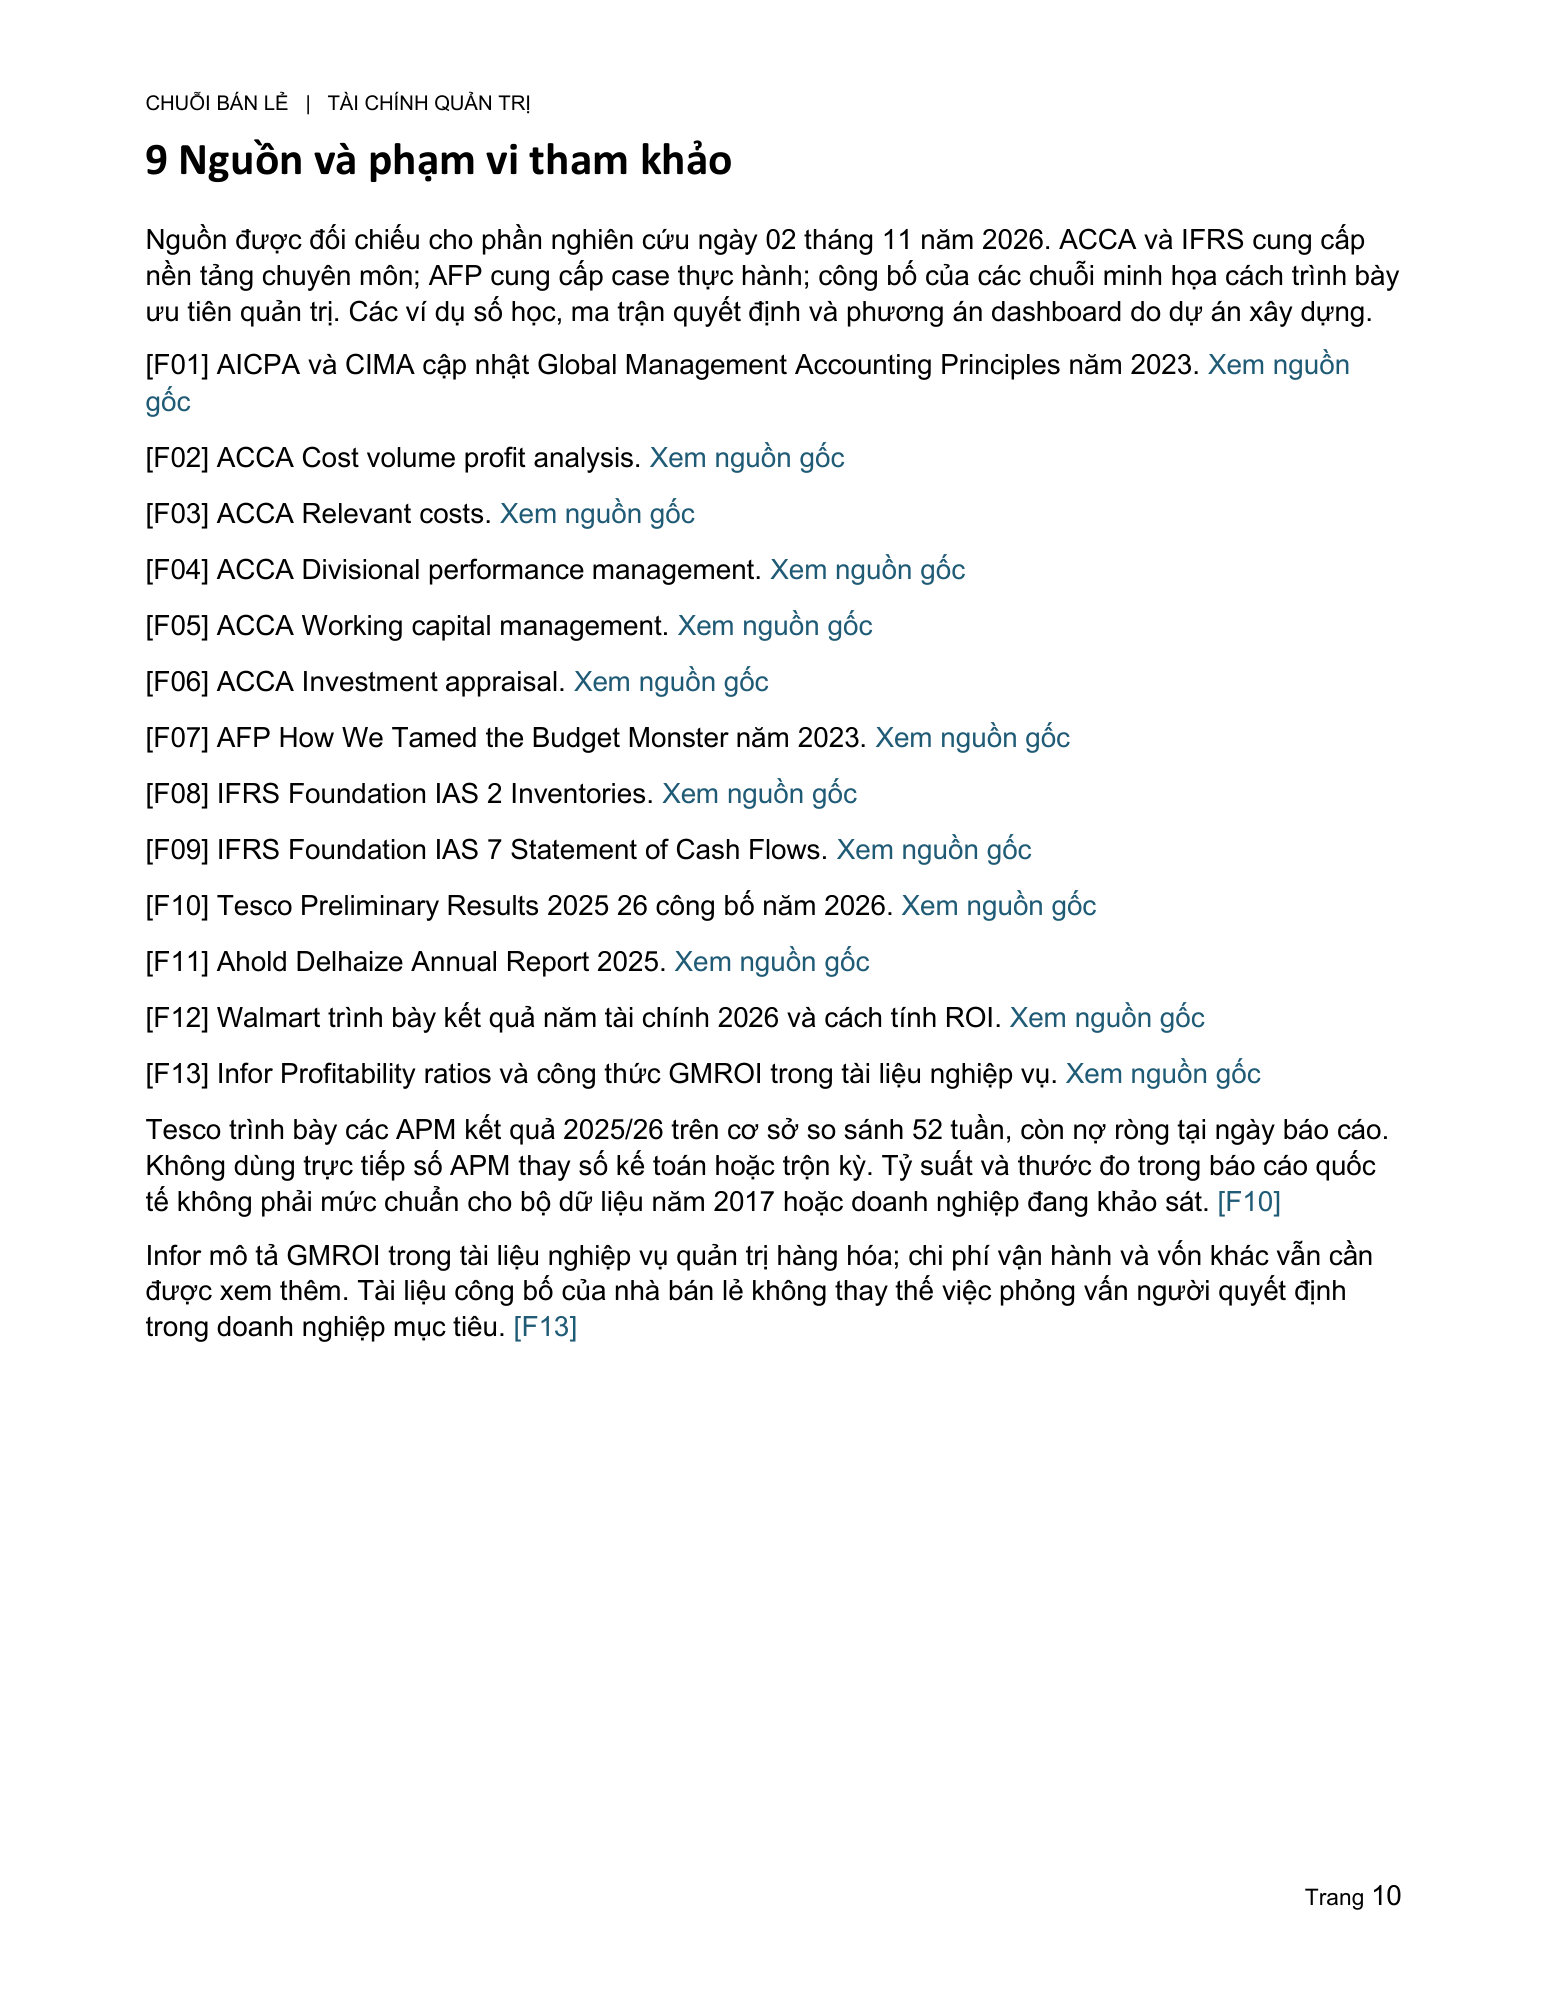 CHUỖI BÁN LẺ | TÀI CHÍNH QUẢN TRỊ
9 Nguồn và phạm vi tham khảo
Nguồn được đối chiếu cho phần nghiên cứu ngày 02 tháng 11 năm 2026. ACCA và IFRS cung cấp
nền tảng chuyên môn; AFP cung cấp case thực hành; công bố của các chuỗi minh họa cách trình bày
ưu tiên quản trị. Các ví dụ số học, ma trận quyết định và phương án dashboard do dự án xây dựng.
[F01] AICPA và CIMA cập nhật Global Management Accounting Principles năm 2023. Xem nguồn
gốc
[F02] ACCA Cost volume profit analysis. Xem nguồn gốc
[F03] ACCA Relevant costs. Xem nguồn gốc
[F04] ACCA Divisional performance management. Xem nguồn gốc
[F05] ACCA Working capital management. Xem nguồn gốc
[F06] ACCA Investment appraisal. Xem nguồn gốc
[F07] AFP How We Tamed the Budget Monster năm 2023. Xem nguồn gốc
[F08] IFRS Foundation IAS 2 Inventories. Xem nguồn gốc
[F09] IFRS Foundation IAS 7 Statement of Cash Flows. Xem nguồn gốc
[F10] Tesco Preliminary Results 2025 26 công bố năm 2026. Xem nguồn gốc
[F11] Ahold Delhaize Annual Report 2025. Xem nguồn gốc
[F12] Walmart trình bày kết quả năm tài chính 2026 và cách tính ROI. Xem nguồn gốc
[F13] Infor Profitability ratios và công thức GMROI trong tài liệu nghiệp vụ. Xem nguồn gốc
Tesco trình bày các APM kết quả 2025/26 trên cơ sở so sánh 52 tuần, còn nợ ròng tại ngày báo cáo.
Không dùng trực tiếp số APM thay số kế toán hoặc trộn kỳ. Tỷ suất và thước đo trong báo cáo quốc
tế không phải mức chuẩn cho bộ dữ liệu năm 2017 hoặc doanh nghiệp đang khảo sát. [F10]
Infor mô tả GMROI trong tài liệu nghiệp vụ quản trị hàng hóa; chi phí vận hành và vốn khác vẫn cần
được xem thêm. Tài liệu công bố của nhà bán lẻ không thay thế việc phỏng vấn người quyết định
trong doanh nghiệp mục tiêu. [F13]
Trang 10